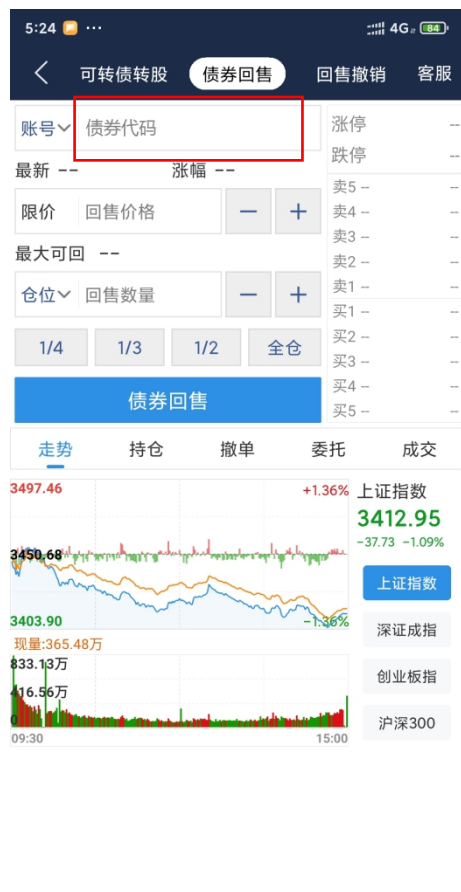 5:24 ··· 4G 84
可转债转股 债券回售 回售撤销 客服
账号 债券代码
涨停 --
跌停 --
最新 -- 涨幅 --
限价 回售价格 — +
最大可回 --
仓位 回售数量 — +
1/4 1/3 1/2 全仓
债券回售
卖5 -- --
卖4 -- --
卖3 -- --
卖2 -- --
卖1 -- --
买1 -- --
买2 -- --
买3 -- --
买4 -- --
买5 -- --
走势 持仓 撤单 委托 成交
3497.46 +1.36%
3450.68
3403.90 -1.36%
现量:365.48万
833.13万
416.56万
0
09:30 15:00
上证指数
3412.95
-37.73 -1.09%
上证指数
深证成指
创业板指
沪深300